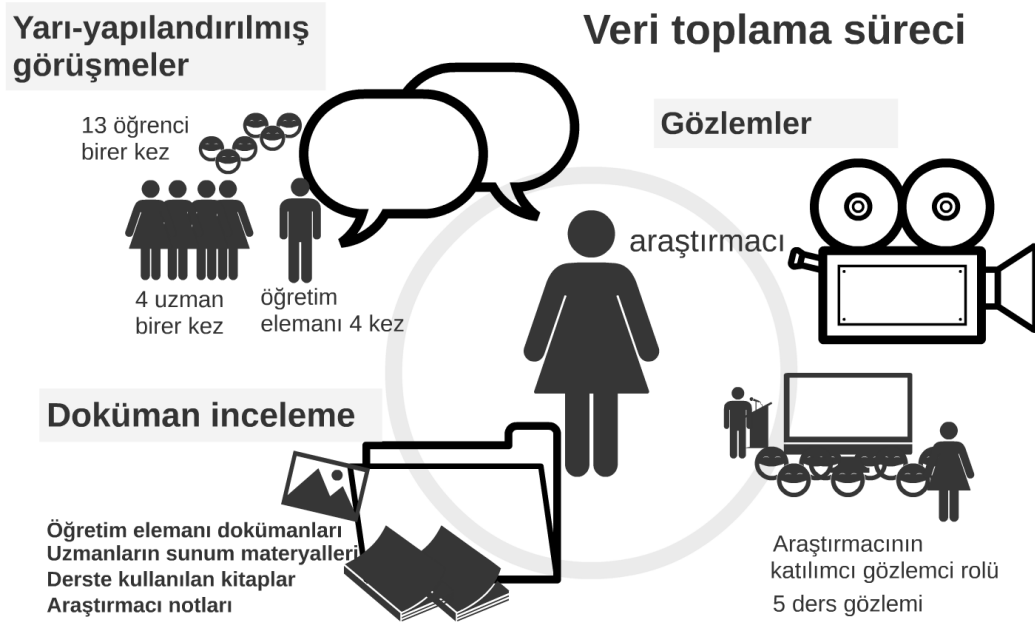 Veri toplama süreci
Yarı-yapılandırılmış
görüşmeler
13 öğrenci
birer kez
4 uzman
birer kez
öğretim
elemanı 4 kez
araştırmacı
Gözlemler
Araştırmacının
katılımcı gözlemci rolü
5 ders gözlemi
Doküman inceleme
Öğretim elemanı dokümanları
Uzmanların sunum materyalleri
Derste kullanılan kitaplar
Araştırmacı notları